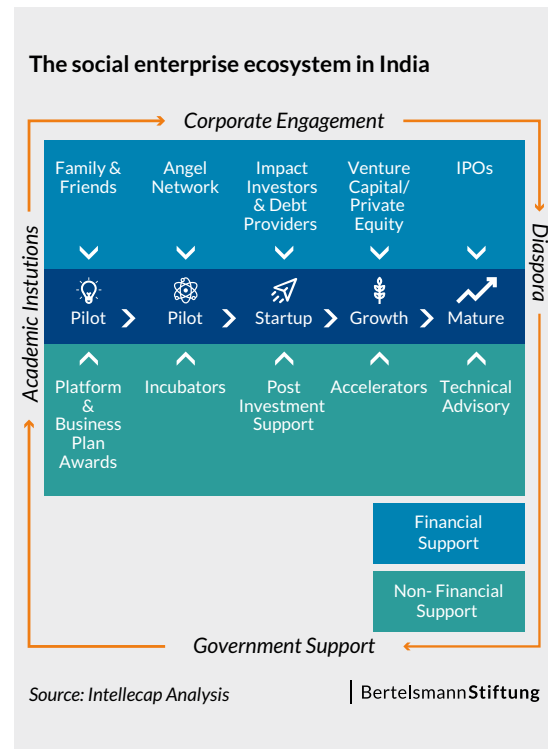 The social enterprise ecosystem in India
Corporate Engagement
Academic Instutions
Diaspora
Family &
Friends
Angel
Network
Impact
Investors
& Debt
Providers
Venture
Capital/
Private
Equity
IPOs
Pilot
Pilot
Startup
Growth
Mature
Platform
&
Business
Plan
Awards
Incubators
Post
Investment
Support
Accelerators
Technical
Advisory
Financial
Support
Non- Financial
Support
Government Support
Source: Intellecap Analysis
BertelsmannStiftung